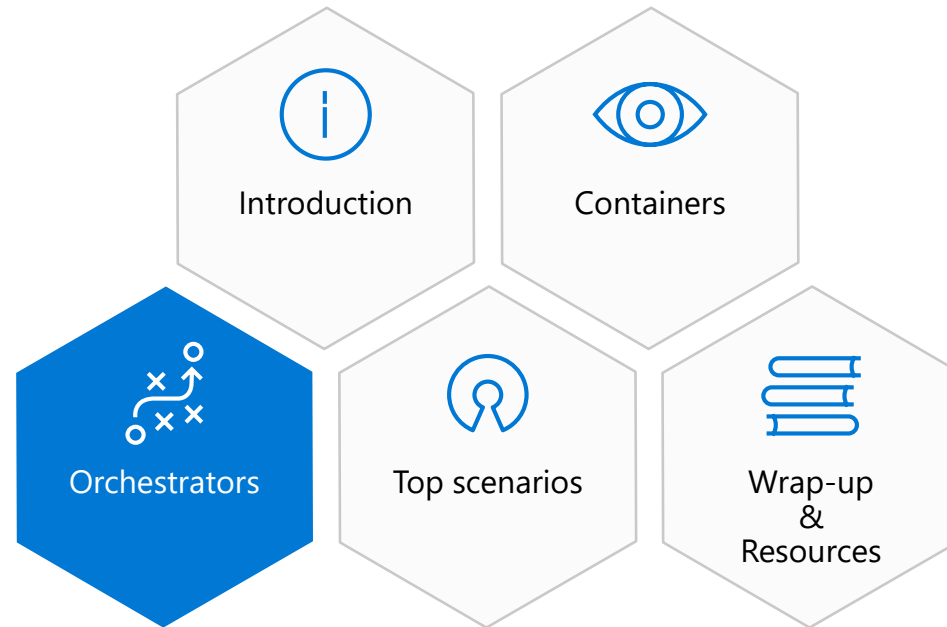 Introduction
Containers
Orchestrators
Top scenarios
Wrap-up
&
Resources